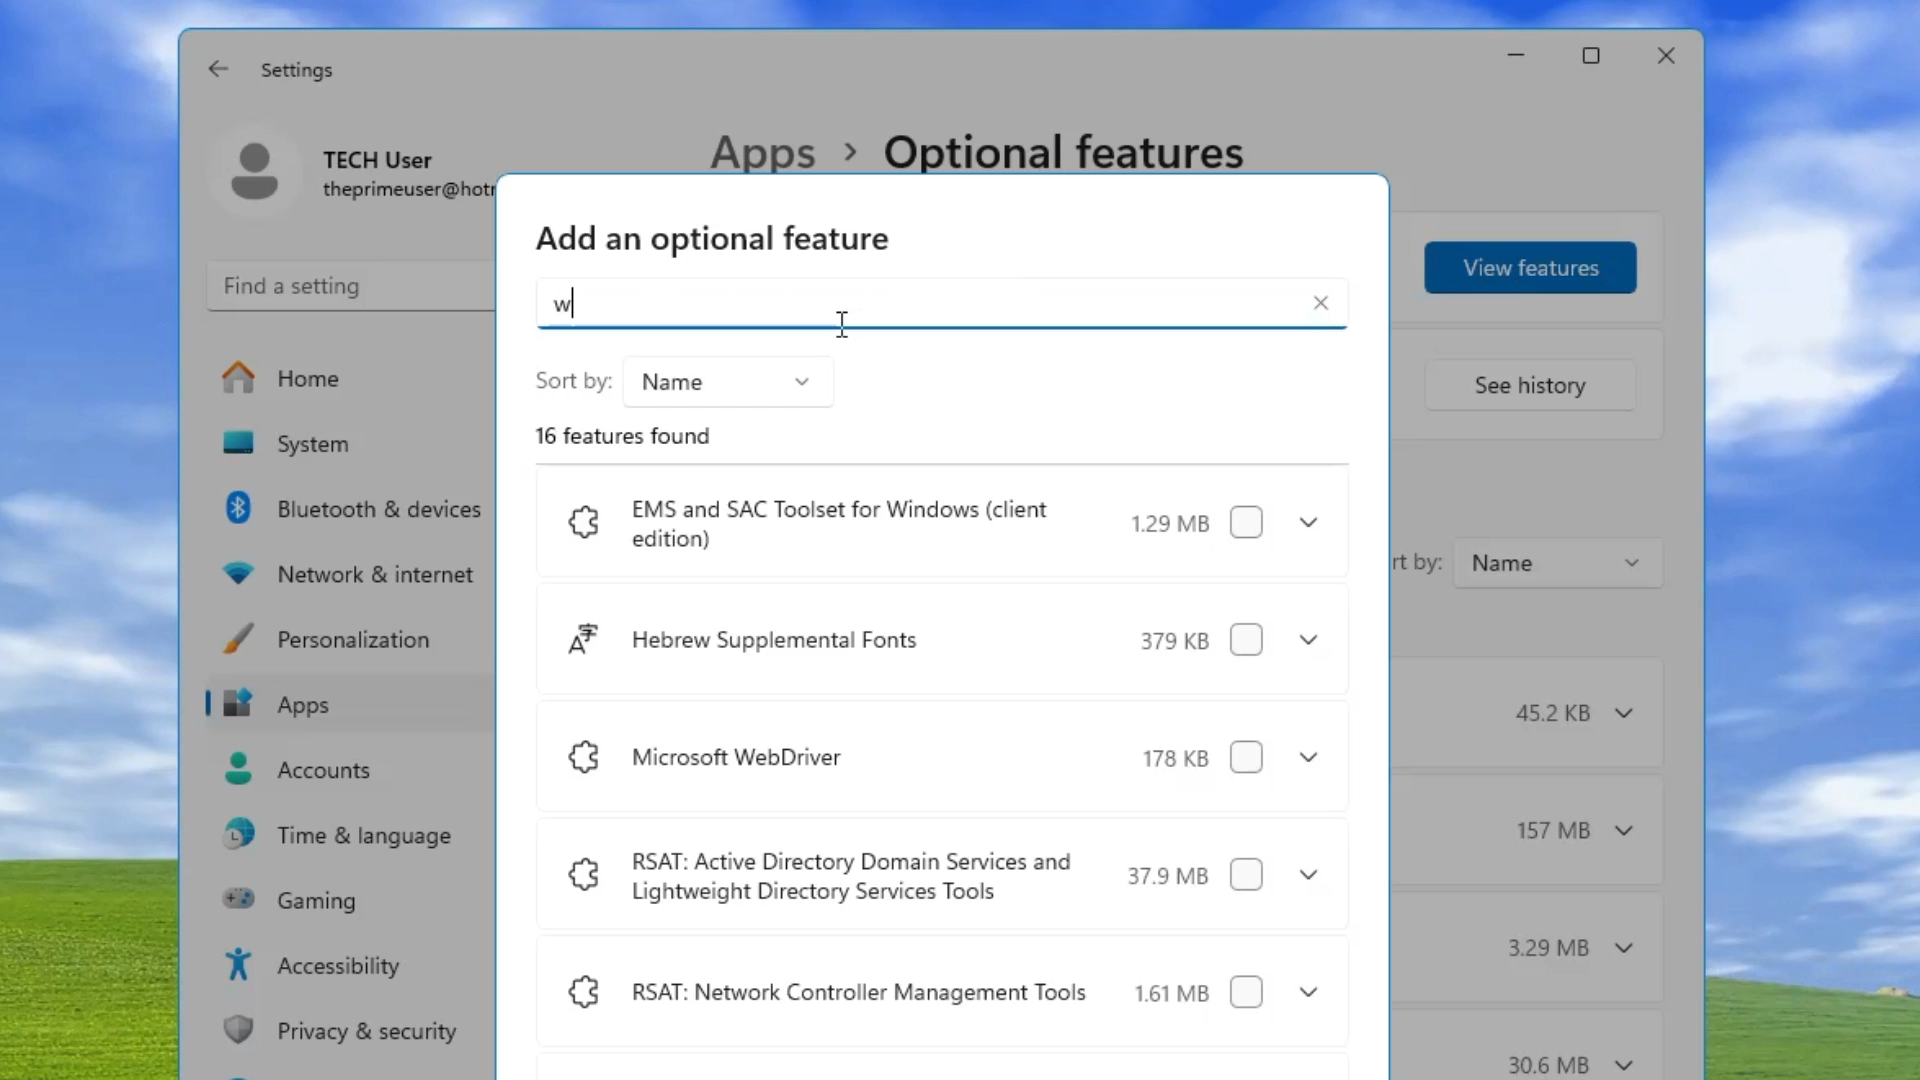 Settings
TECH User
theprimeuser@hotr
Find a setting
Home
System
Bluetooth & devices
Network & internet
Personalization
Apps
Accounts
Time & language
Gaming
Accessibility
Privacy & security
Apps > Optional features
View features
See history
rt by: Name
45.2 KB
157 MB
3.29 MB
30.6 MB
Add an optional feature
w
Sort by: Name
16 features found
EMS and SAC Toolset for Windows (client
edition)
1.29 MB
Hebrew Supplemental Fonts
379 KB
Microsoft WebDriver
178 KB
RSAT: Active Directory Domain Services and
Lightweight Directory Services Tools
37.9 MB
RSAT: Network Controller Management Tools
1.61 MB